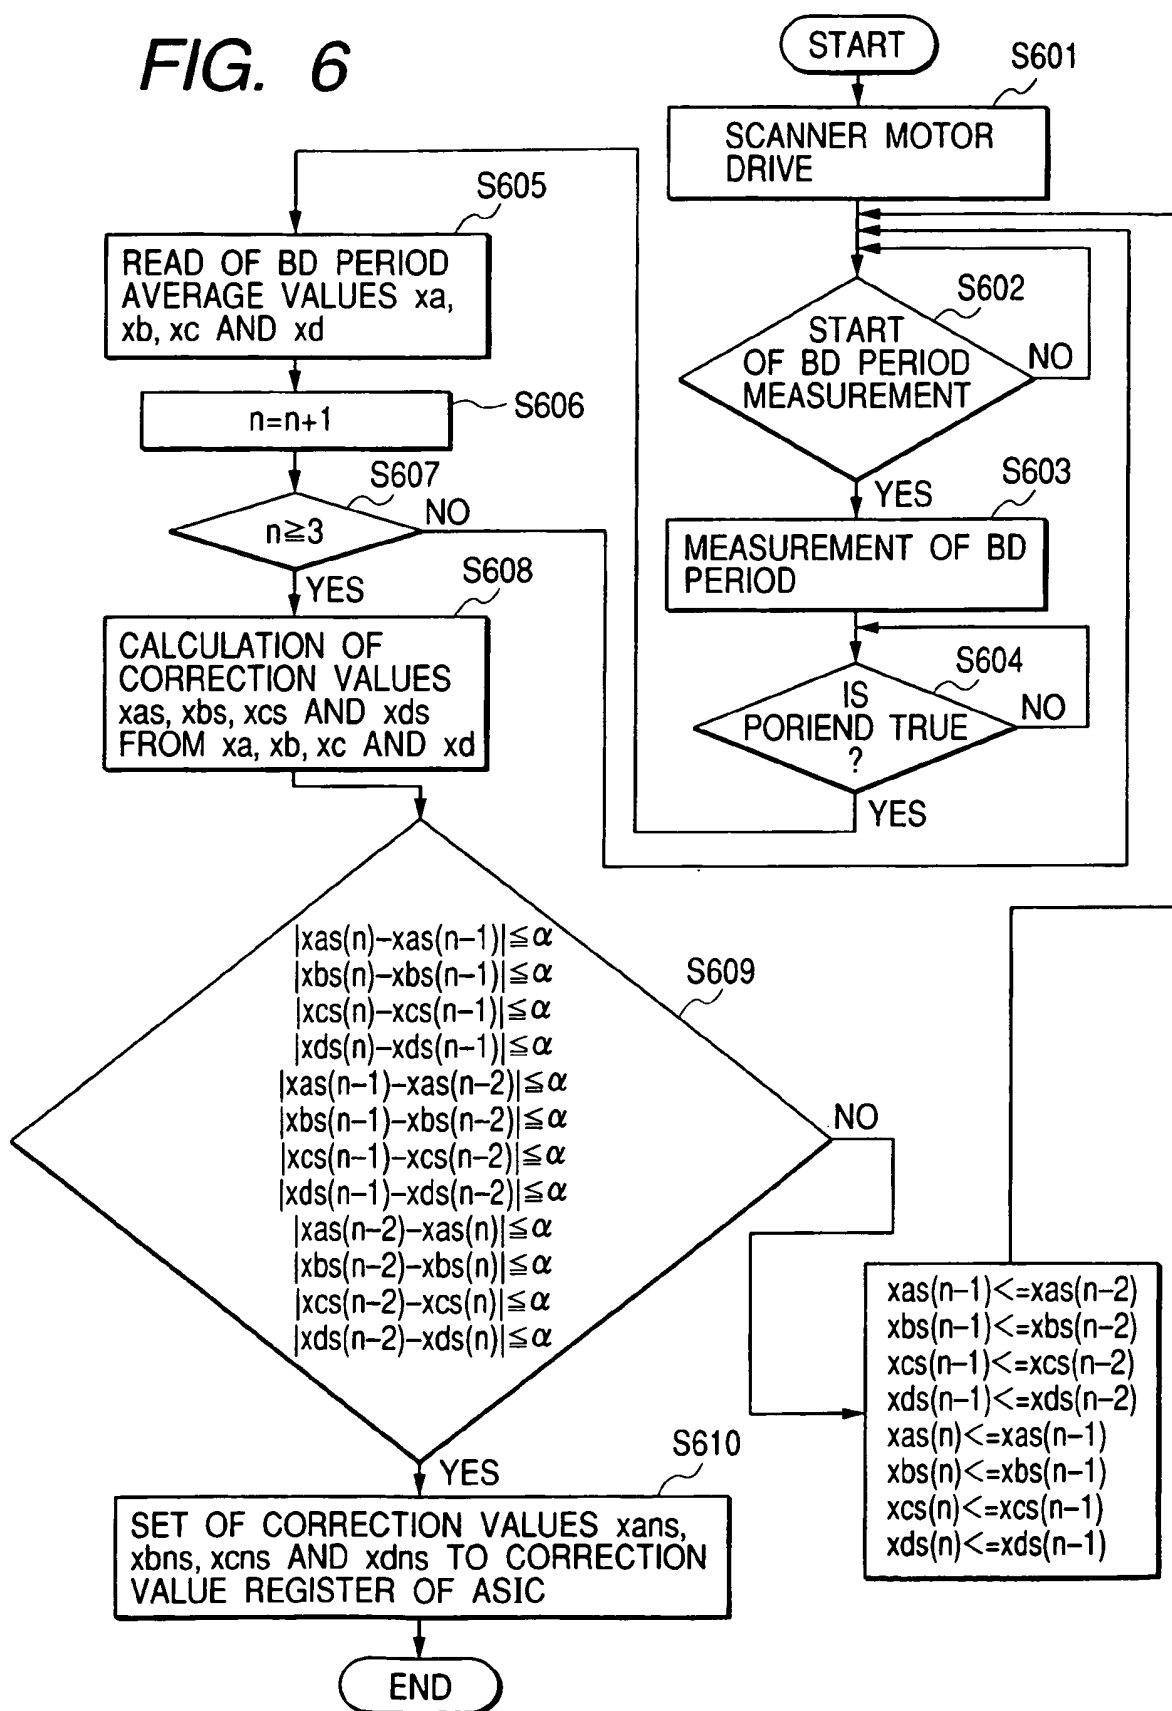 FIG. 6
START
S601
SCANNER MOTOR
DRIVE
S602
START
OF BD PERIOD
MEASUREMENT
NO
YES
S603
MEASUREMENT OF BD
PERIOD
S604
IS
PORIEND TRUE
?
NO
YES
S605
READ OF BD PERIOD
AVERAGE VALUES xa,
xb, xc AND xd
S606
n=n+1
S607
n≧3
NO
YES
S608
CALCULATION OF
CORRECTION VALUES
xas, xbs, xcs AND xds
FROM xa, xb, xc AND xd
S609
|xas(n)-xas(n-1)|≦α
|xbs(n)-xbs(n-1)|≦α
|xcs(n)-xcs(n-1)|≦α
|xds(n)-xds(n-1)|≦α
|xas(n-1)-xas(n-2)|≦α
|xbs(n-1)-xbs(n-2)|≦α
|xcs(n-1)-xcs(n-2)|≦α
|xds(n-1)-xds(n-2)|≦α
|xas(n-2)-xas(n)|≦α
|xbs(n-2)-xbs(n)|≦α
|xcs(n-2)-xcs(n)|≦α
|xds(n-2)-xds(n)|≦α
NO
xas(n-1)<=xas(n-2)
xbs(n-1)<=xbs(n-2)
xcs(n-1)<=xcs(n-2)
xds(n-1)<=xds(n-2)
xas(n)<=xas(n-1)
xbs(n)<=xbs(n-1)
xcs(n)<=xcs(n-1)
xds(n)<=xds(n-1)
YES
S610
SET OF CORRECTION VALUES xans,
xbns, xcns AND xdns TO CORRECTION
VALUE REGISTER OF ASIC
END